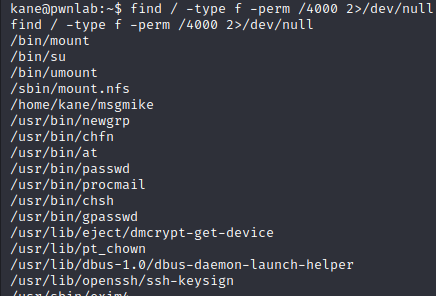 kane@pwnlab:~$ find / -type f -perm /4000 2>/dev/null
find / -type f -perm /4000 2>/dev/null
/bin/mount
/bin/su
/bin/umount
/sbin/mount.nfs
/home/kane/msgmike
/usr/bin/newgrp
/usr/bin/chfn
/usr/bin/at
/usr/bin/passwd
/usr/bin/procmail
/usr/bin/chsh
/usr/bin/gpasswd
/usr/lib/eject/dmcrypt-get-device
/usr/lib/pt_chown
/usr/lib/dbus-1.0/dbus-daemon-launch-helper
/usr/lib/openssh/ssh-keysign
/usr/sbin/exim4